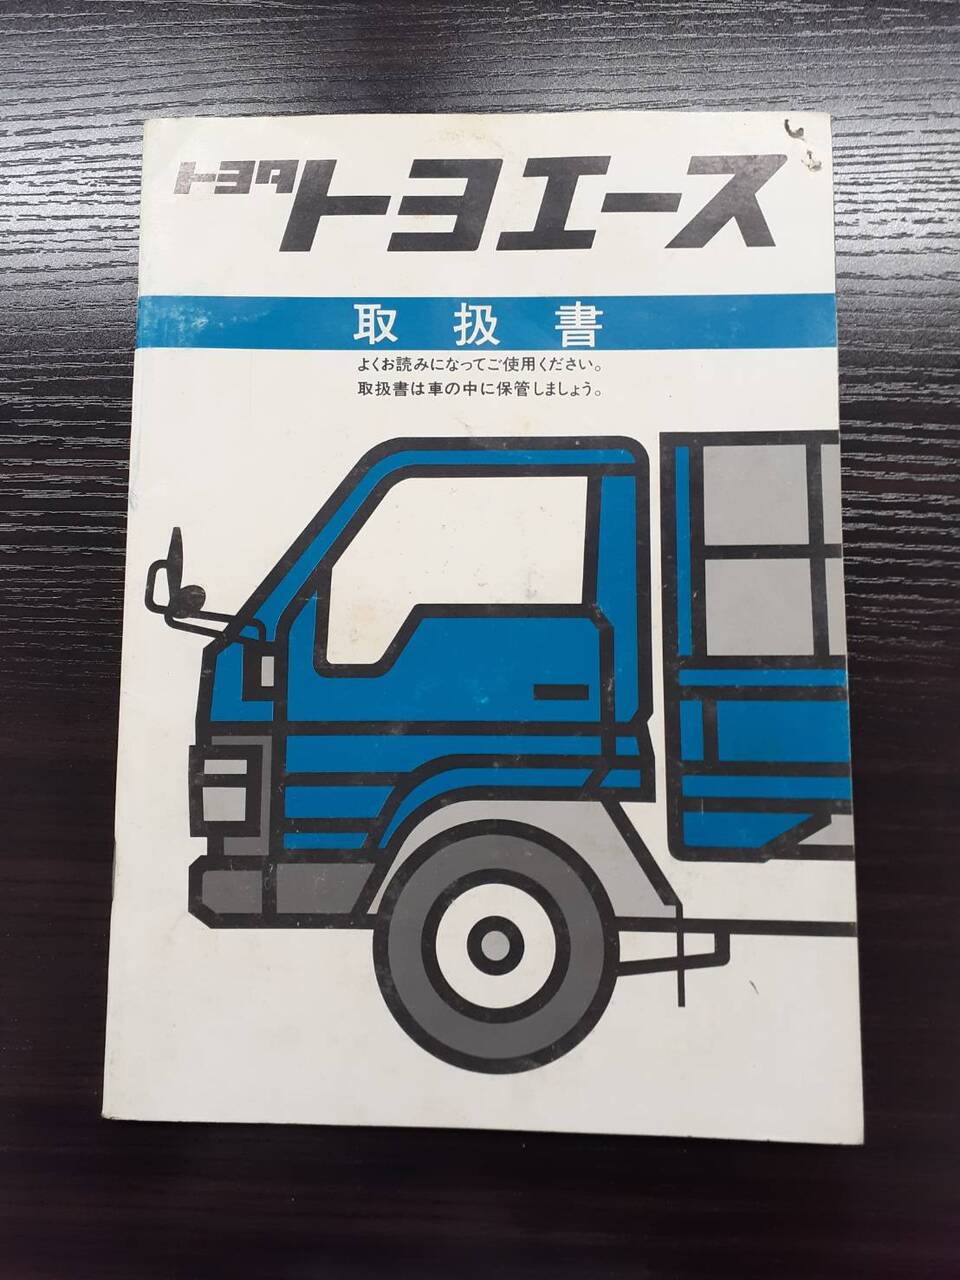 トヨタ トヨエース
取扱書
よくお読みになってご使用ください。
取扱書は車の中に保管しましょう。